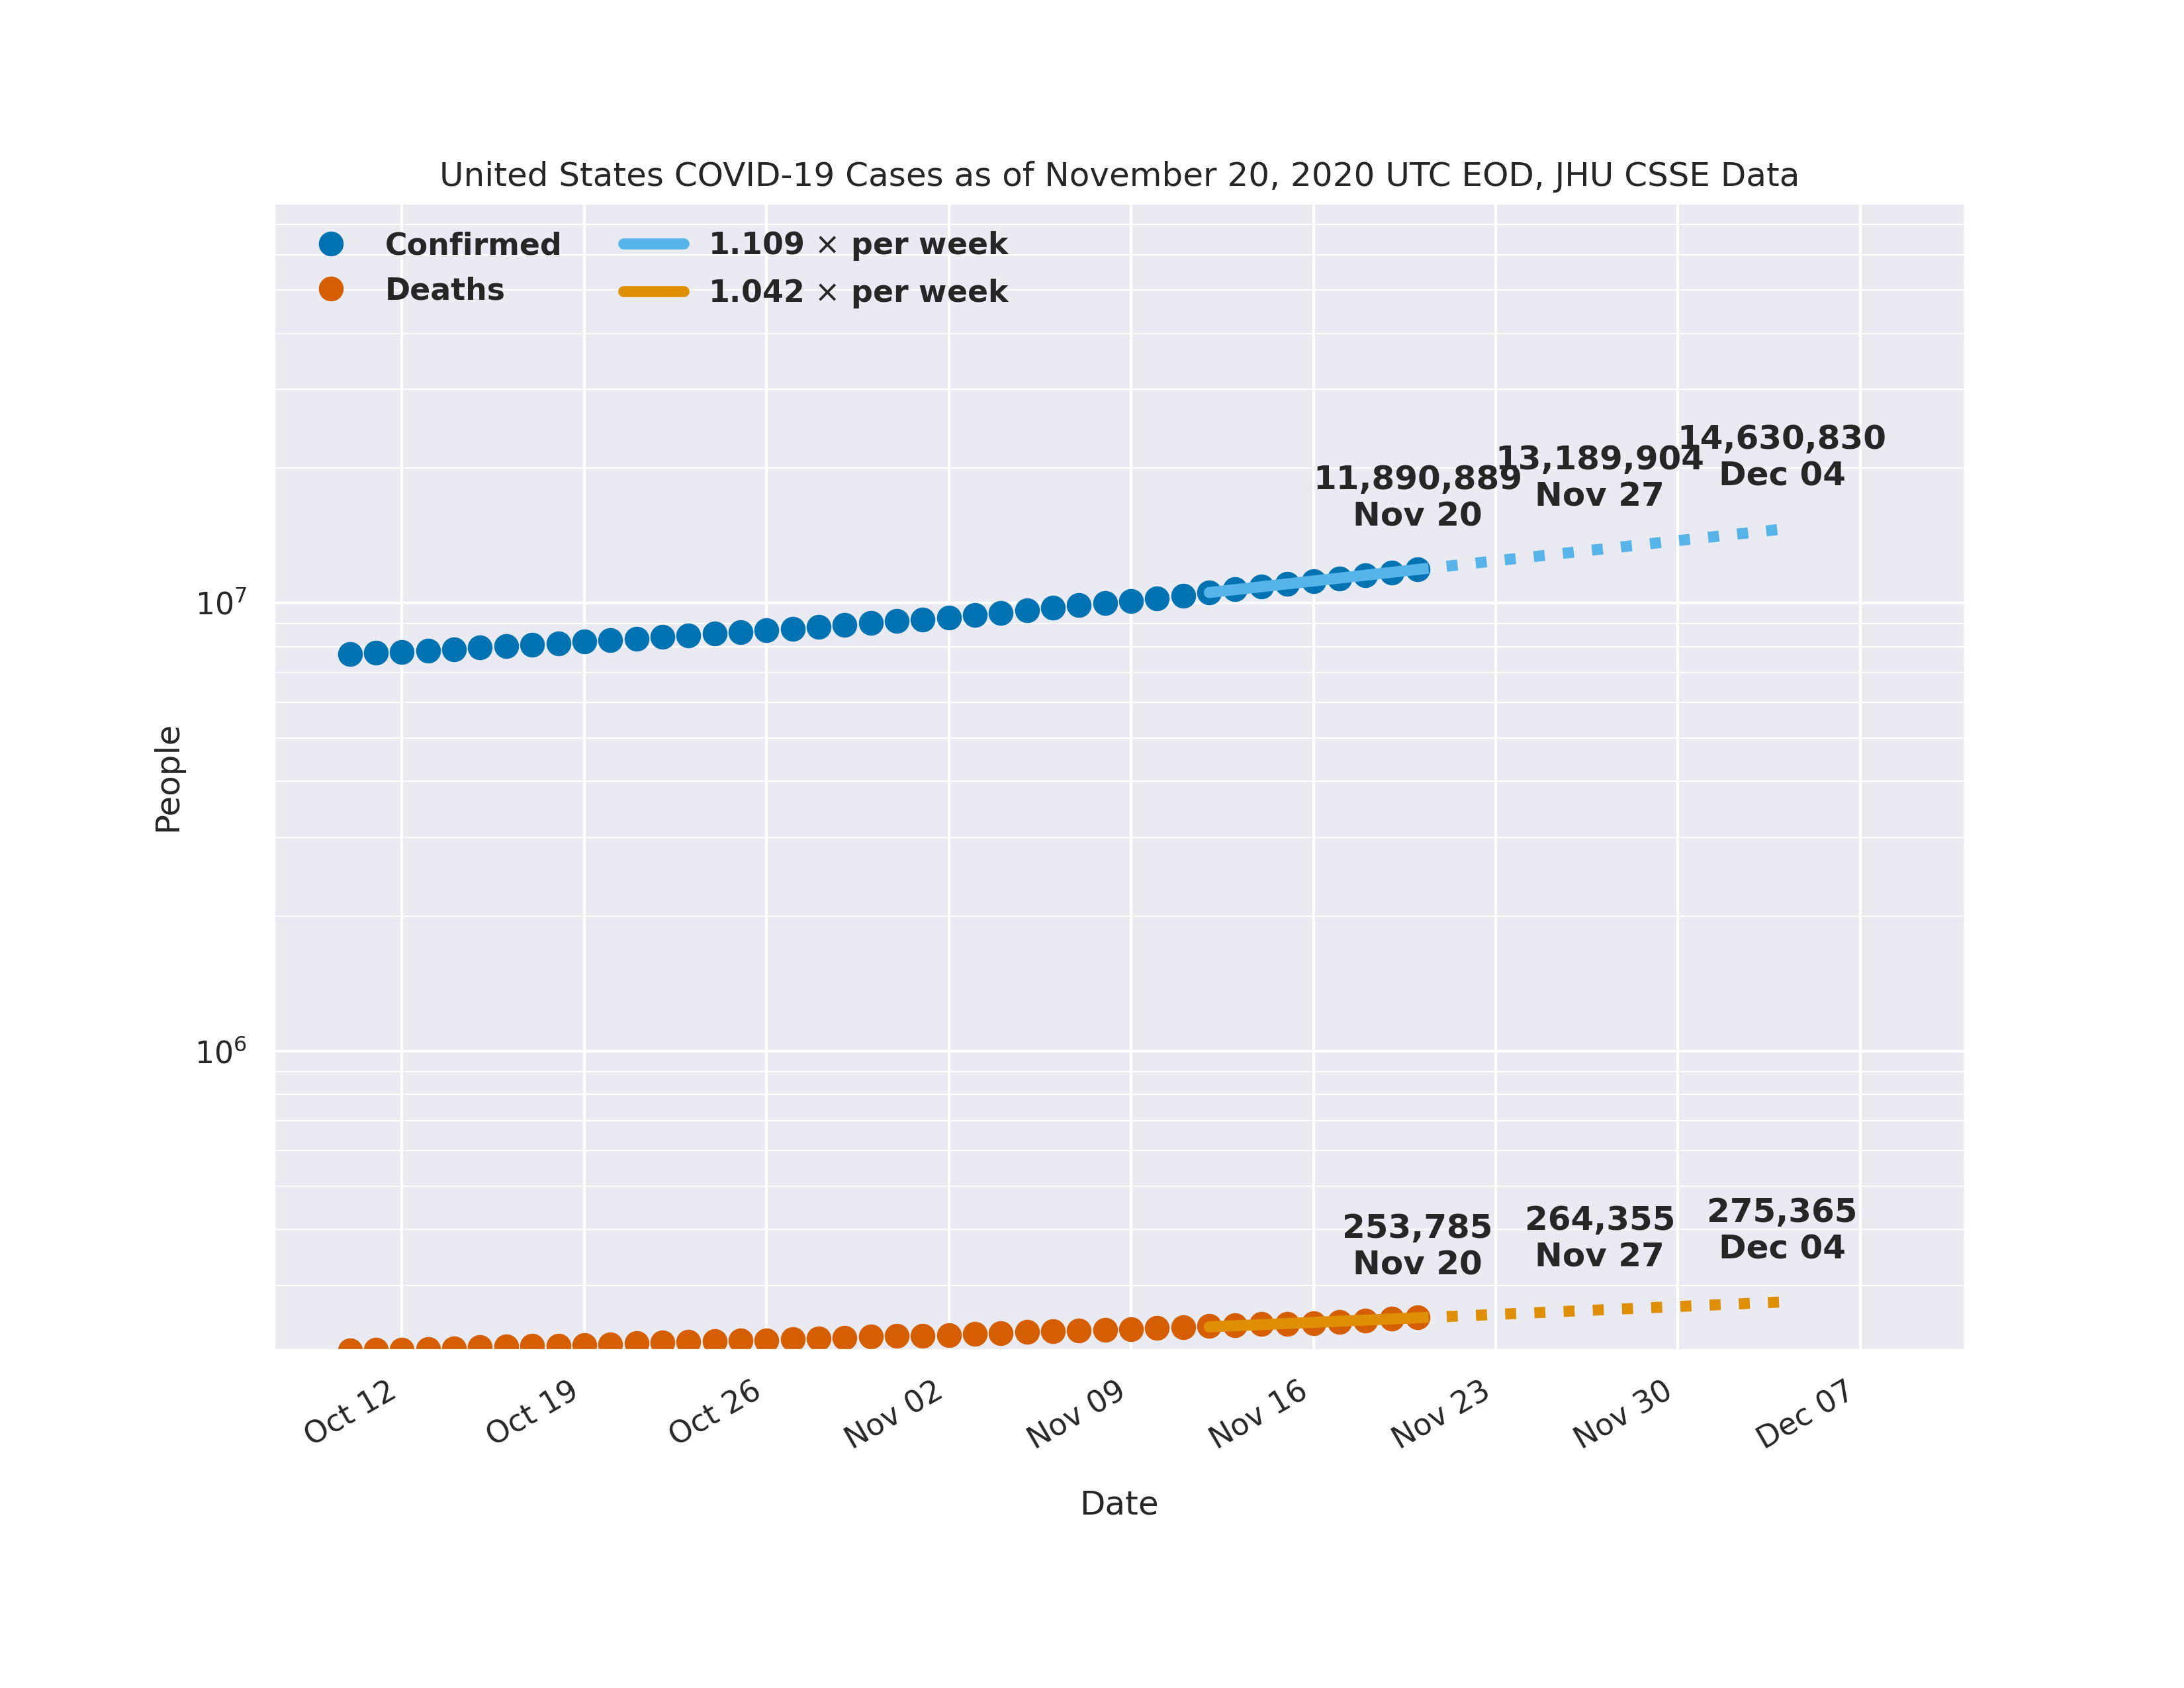 United States COVID-19 Cases as of November 20, 2020 UTC EOD, JHU CSSE Data
Confirmed
Deaths
1.109 × per week
1.042 × per week
14,630,830
Dec 04
13,189,904
Nov 27
11,890,889
Nov 20
10⁷
10⁶
People
253,785
Nov 20
264,355
Nov 27
275,365
Dec 04
Oct 12
Oct 19
Oct 26
Nov 02
Nov 09
Nov 16
Nov 23
Nov 30
Dec 07
Date